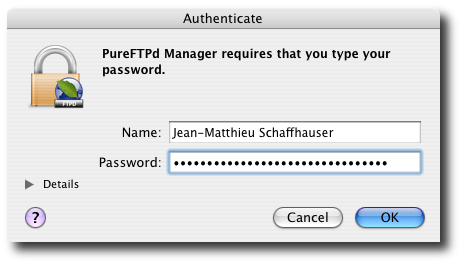 Authenticate
PureFTPd Manager requires that you type your
password.
FTPD
Name: Jean-Matthieu Schaffhauser
Password: •••••••••••••••••••••••••••••••••
Details
? Cancel OK